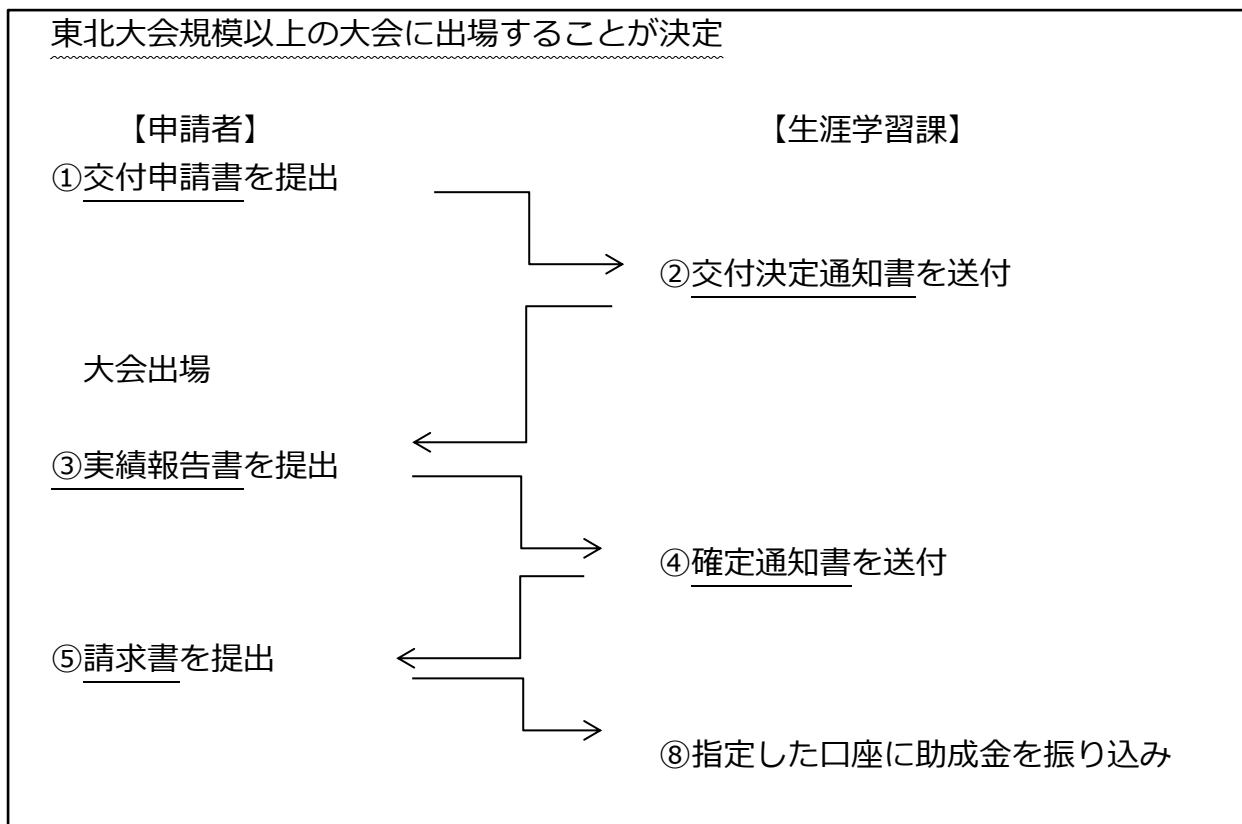 東北大会規模以上の大会に出場することが決定
【申請者】
【生涯学習課】
①交付申請書を提出
②交付決定通知書を送付
大会出場
③実績報告書を提出
④確定通知書を送付
⑤請求書を提出
⑧指定した口座に助成金を振り込み